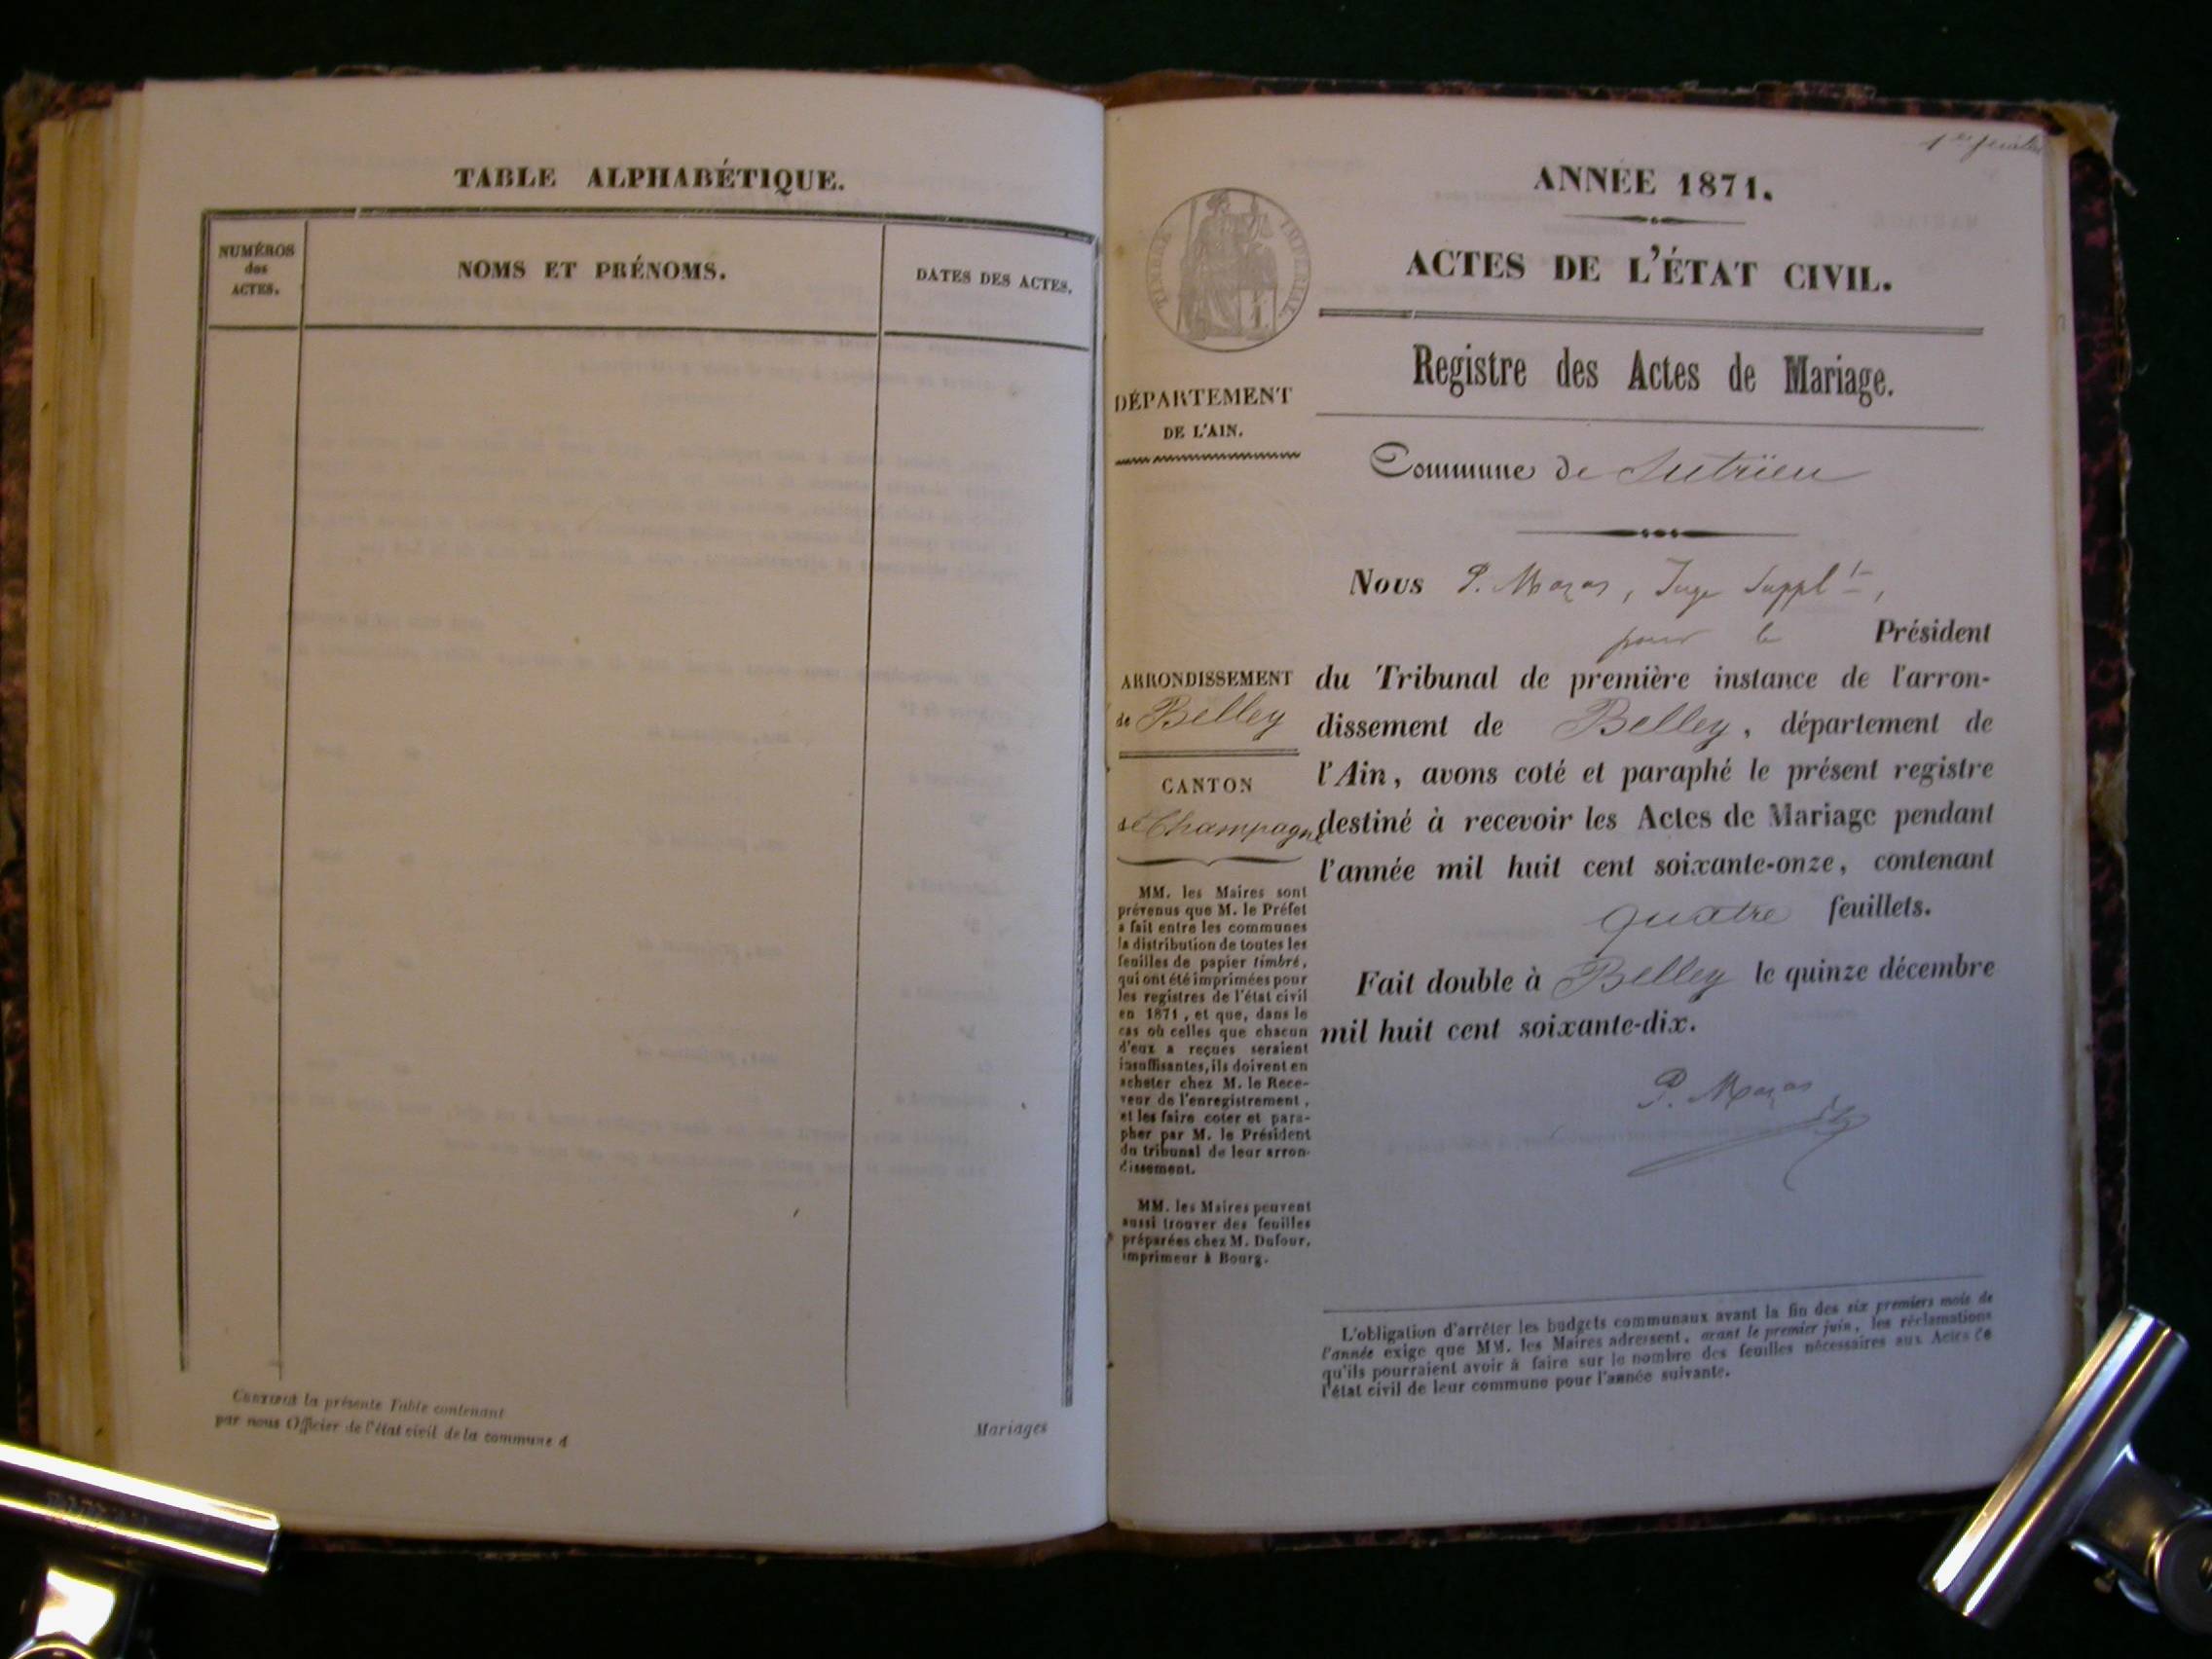 TABLE ALPHABÉTIQUE.
NUMÉROS
des
ACTES.
NOMS ET PRÉNOMS.
DATES DES ACTES.
CERTIFIÉ la présente Table contenant
par nous Officier de l'état civil de la commune d
Mariages
1er feuillet
ANNÉE 1871.
TIMBRE IMPÉRIAL
1
ACTES DE L'ÉTAT CIVIL.
Registre des Actes de Mariage.
DÉPARTEMENT
DE L'AIN.
Commune de Sutrieu
Nous P. Mazas, Juge Supplt,
pour le Président
ARRONDISSEMENT
de Belley
CANTON
de Champagne
du Tribunal de première instance de l'arron-
dissement de Belley, département de
l'Ain, avons coté et paraphé le présent registre
destiné à recevoir les Actes de Mariage pendant
l'année mil huit cent soixante-onze, contenant
quatre feuillets.
Fait double à Belley le quinze décembre
mil huit cent soixante-dix.
P. Mazas
MM. les Maires sont
prévenus que M. le Préfet
a fait entre les communes
la distribution de toutes les
feuilles de papier timbré,
qui ont été imprimées pour
les registres de l'état civil
en 1871, et que, dans le
cas où celles que chacun
d'eux a reçues seraient
insuffisantes, ils doivent en
acheter chez M. le Rece-
veur de l'enregistrement,
et les faire coter et para-
pher par M. le Président
du tribunal de leur arron-
dissement.
MM. les Maires peuvent
aussi trouver des feuilles
préparées chez M. Dufour,
imprimeur à Bourg.
L'obligation d'arrêter les budgets communaux avant la fin des six premiers mois de
l'année exige que MM. les Maires adressent, avant le premier juin, les réclamations
qu'ils pourraient avoir à faire sur le nombre des feuilles nécessaires aux Actes de
l'état civil de leur commune pour l'année suivante.